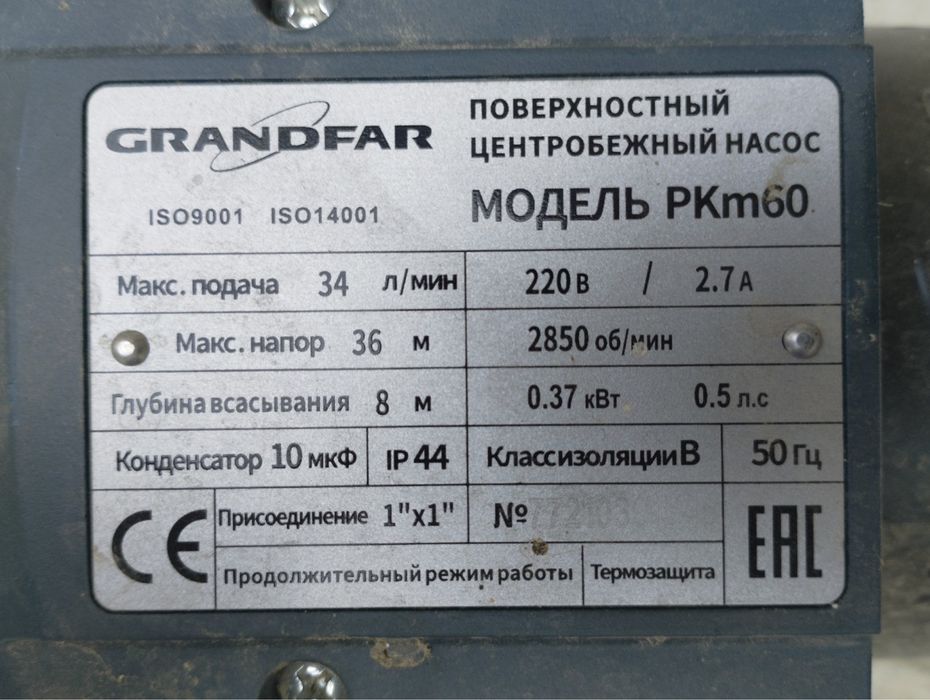 GRANDFAR
ISO9001 ISO14001
ПОВЕРХНОСТНЫЙ
ЦЕНТРОБЕЖНЫЙ НАСОС
МОДЕЛЬ PKm60
Макс. подача 34 л/мин 220 В / 2.7 А
Макс. напор 36 м 2850 об/мин
Глубина всасывания 8 м 0.37 кВт 0.5 л.с
Конденсатор 10 мкФ IP 44 Класс изоляции B 50 Гц
CE Присоединение 1"x1" № EAC
Продолжительный режим работы Термозащита